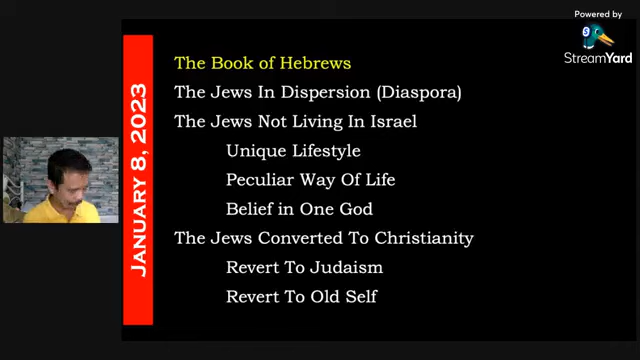 Powered by
StreamYard
JANUARY 8, 2023
The Book of Hebrews
The Jews In Dispersion (Diaspora)
The Jews Not Living In Israel
Unique Lifestyle
Peculiar Way Of Life
Belief in One God
The Jews Converted To Christianity
Revert To Judaism
Revert To Old Self